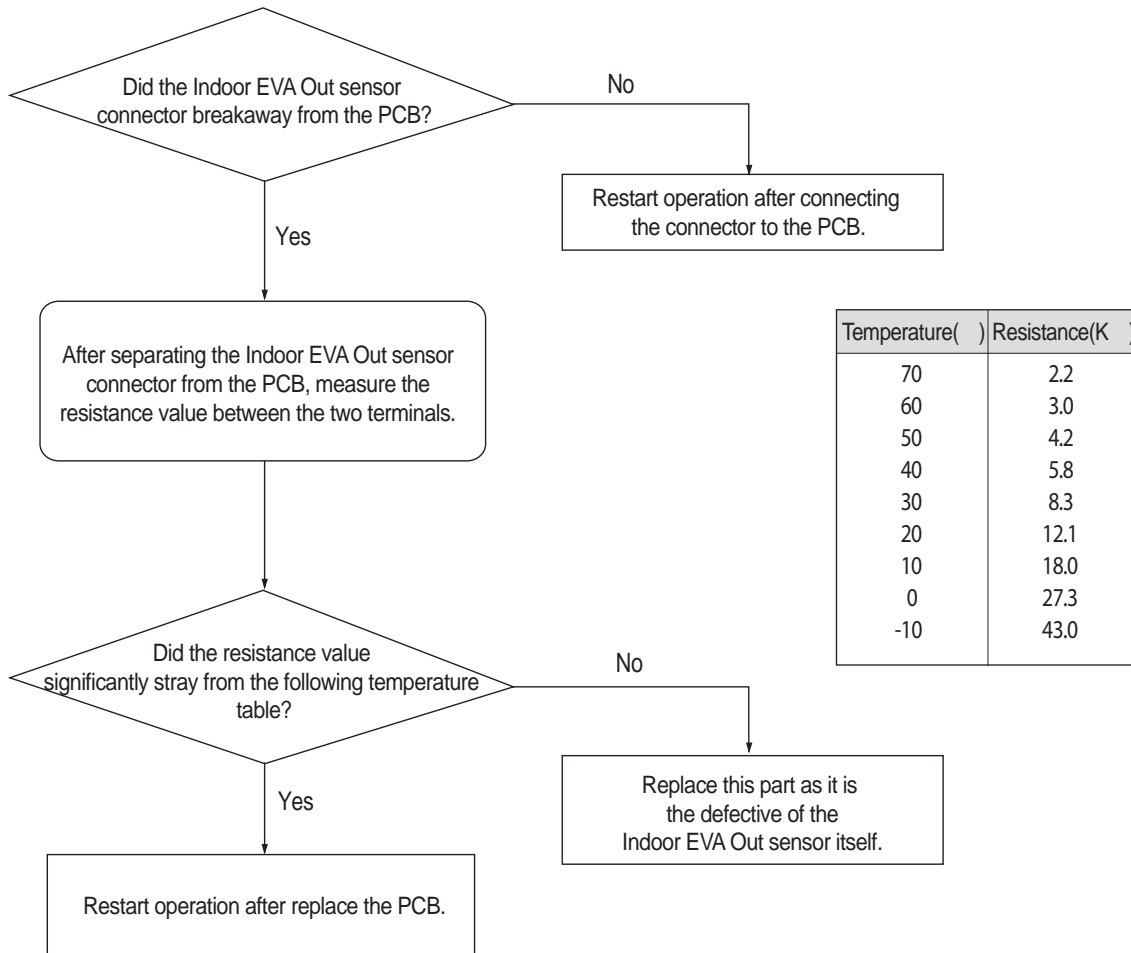 Did the Indoor EVA Out sensor
connector breakaway from the PCB?
No
Restart operation after connecting
the connector to the PCB.
Yes
After separating the Indoor EVA Out sensor
connector from the PCB, measure the
resistance value between the two terminals.
Temperature( ) Resistance(K )
70 2.2
60 3.0
50 4.2
40 5.8
30 8.3
20 12.1
10 18.0
0 27.3
-10 43.0
Did the resistance value
significantly stray from the following temperature
table?
No
Replace this part as it is
the defective of the
Indoor EVA Out sensor itself.
Yes
Restart operation after replace the PCB.